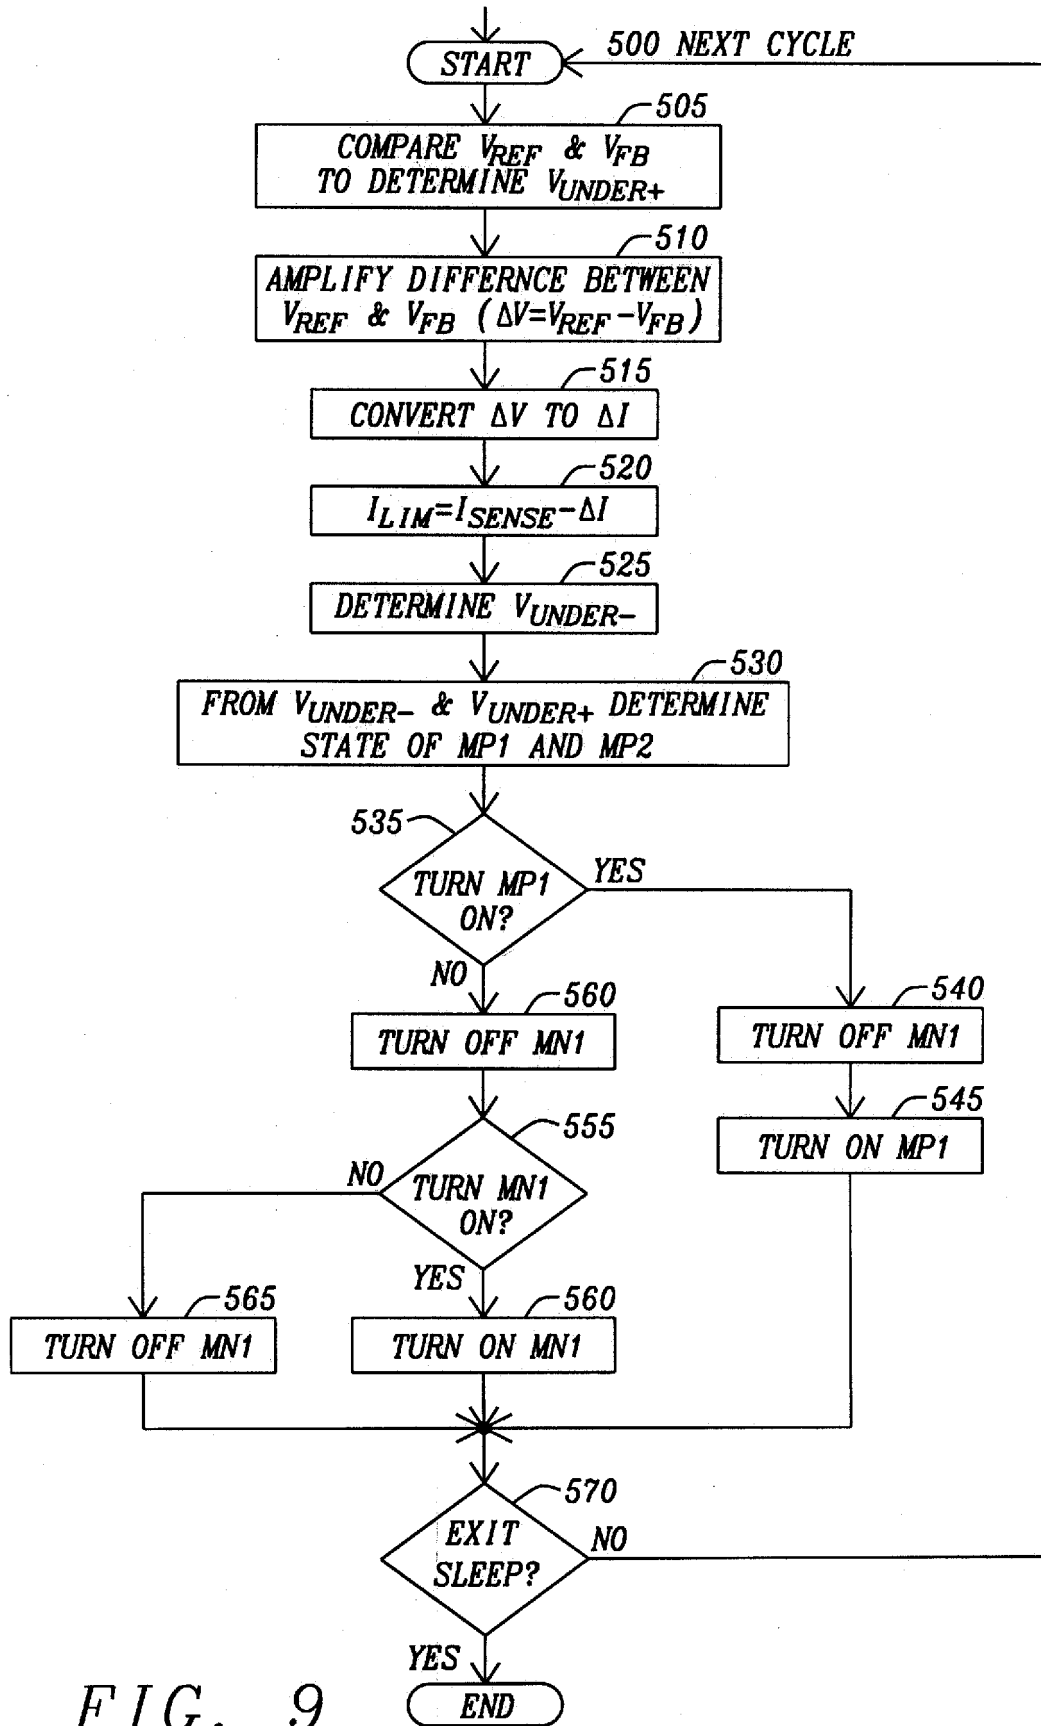 500 NEXT CYCLE
START
505
COMPARE VREF & VFB
TO DETERMINE VUNDER+
510
AMPLIFY DIFFERNCE BETWEEN
VREF & VFB (ΔV=VREF-VFB)
515
CONVERT ΔV TO ΔI
520
ILIM=ISENSE-ΔI
525
DETERMINE VUNDER-
530
FROM VUNDER- & VUNDER+ DETERMINE
STATE OF MP1 AND MP2
535
TURN MP1
ON?
YES
NO
560
TURN OFF MN1
540
TURN OFF MN1
545
TURN ON MP1
555
TURN MN1
ON?
NO
YES
565
TURN OFF MN1
560
TURN ON MN1
570
EXIT
SLEEP?
NO
YES
END
FIG. 9